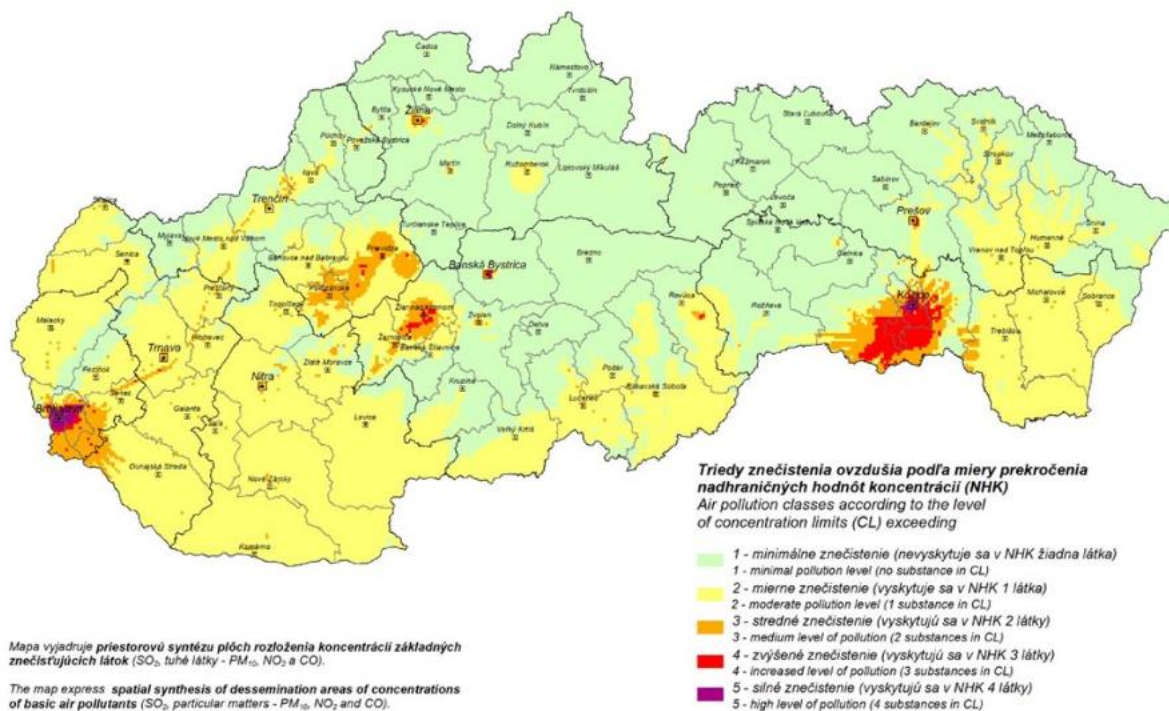 Čadca
Námestovo
Tvrdošín
Kysucké Nové Mesto
Bytča
Žilina
Dolný Kubín
Stará Ľubovňa
Bardejov
Svidník
Medzilaborce
Stropkov
Púchov
Považská Bystrica
Ilava
Martin
Ružomberok
Liptovský Mikuláš
Kežmarok
Poprad
Levoča
Sabinov
Prešov
Trenčín
Skalica
Myjava
Nové Mesto nad Váhom
Turčianske Teplice
Spišská Nová Ves
Gelnica
Snina
Humenné
Vranov nad Topľou
Senica
Bánovce nad Bebravou
Prievidza
Banská Bystrica
Brezno
Piešťany
Partizánske
Topoľčany
Žiar nad Hronom
Zvolen
Revúca
Rožňava
Košice
Michalovce
Sobrance
Malacky
Trnava
Hlohovec
Zlaté Moravce
Žarnovica
Banská Štiavnica
Detva
Trebišov
Pezinok
Nitra
Krupina
Poltár
Rimavská Sobota
Bratislava
Senec
Galanta
Šaľa
Levice
Lučenec
Veľký Krtíš
Dunajská Streda
Nové Zámky
Komárno
Triedy znečistenia ovzdušia podľa miery prekročenia
nadhraničných hodnôt koncentrácií (NHK)
Air pollution classes according to the level
of concentration limits (CL) exceeding
1 - minimálne znečistenie (nevyskytuje sa v NHK žiadna látka)
1 - minimal pollution level (no substance in CL)
2 - mierne znečistenie (vyskytuje sa v NHK 1 látka)
2 - moderate pollution level (1 substance in CL)
3 - stredné znečistenie (vyskytujú sa v NHK 2 látky)
3 - medium level of pollution (2 substances in CL)
4 - zvýšené znečistenie (vyskytujú sa v NHK 3 látky)
4 - increased level of pollution (3 substances in CL)
5 - silné znečistenie (vyskytujú sa v NHK 4 látky)
5 - high level of pollution (4 substances in CL)
Mapa vyjadruje priestorovú syntézu plôch rozloženia koncentrácií základných
znečisťujúcich látok (SO₂, tuhé látky - PM₁₀, NO₂ a CO).
The map express spatial synthesis of dessemination areas of concentrations
of basic air pollutants (SO₂, particular matters - PM₁₀, NO₂ and CO).